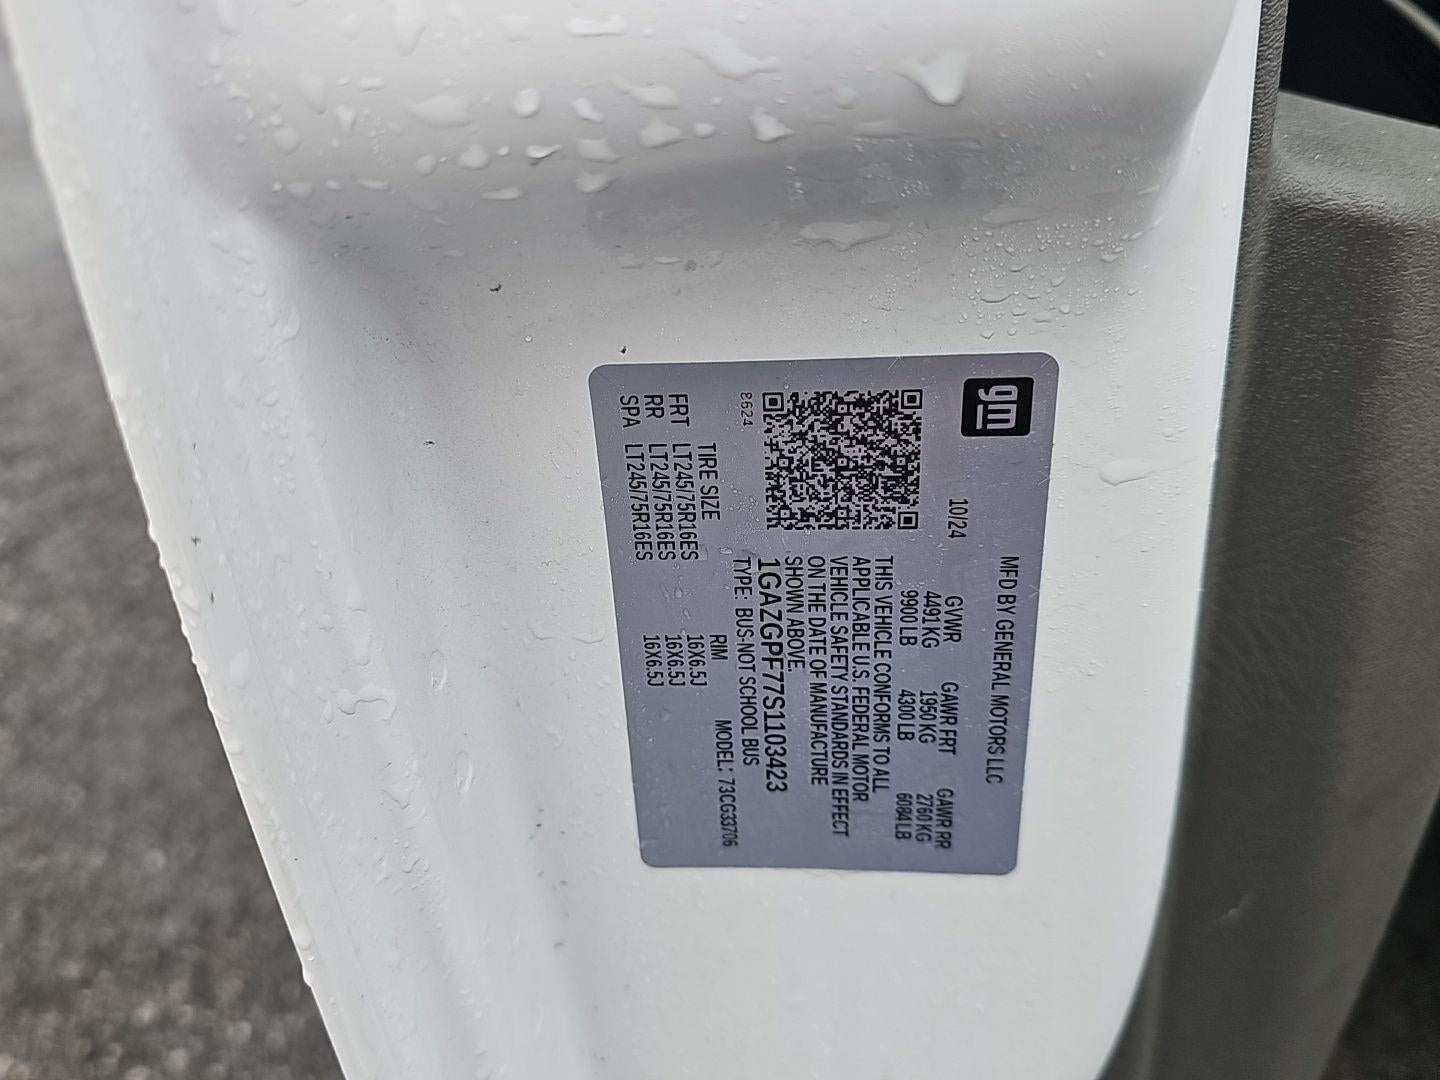 gm
MFD BY GENERAL MOTORS LLC
10/24
GVWR GAWR FRT GAWR RR
4491 KG 1950 KG 2760 KG
9900 LB 4300 LB 6084 LB
THIS VEHICLE CONFORMS TO ALL
APPLICABLE U.S. FEDERAL MOTOR
VEHICLE SAFETY STANDARDS IN EFFECT
ON THE DATE OF MANUFACTURE
SHOWN ABOVE.
1GAZGPF77S1103423
8624
TYPE: BUS-NOT SCHOOL BUS
MODEL: 73CG33706
TIRE SIZE RIM
FRT LT245/75R16ES 16X6.5J
RR LT245/75R16ES 16X6.5J
SPA LT245/75R16ES 16X6.5J